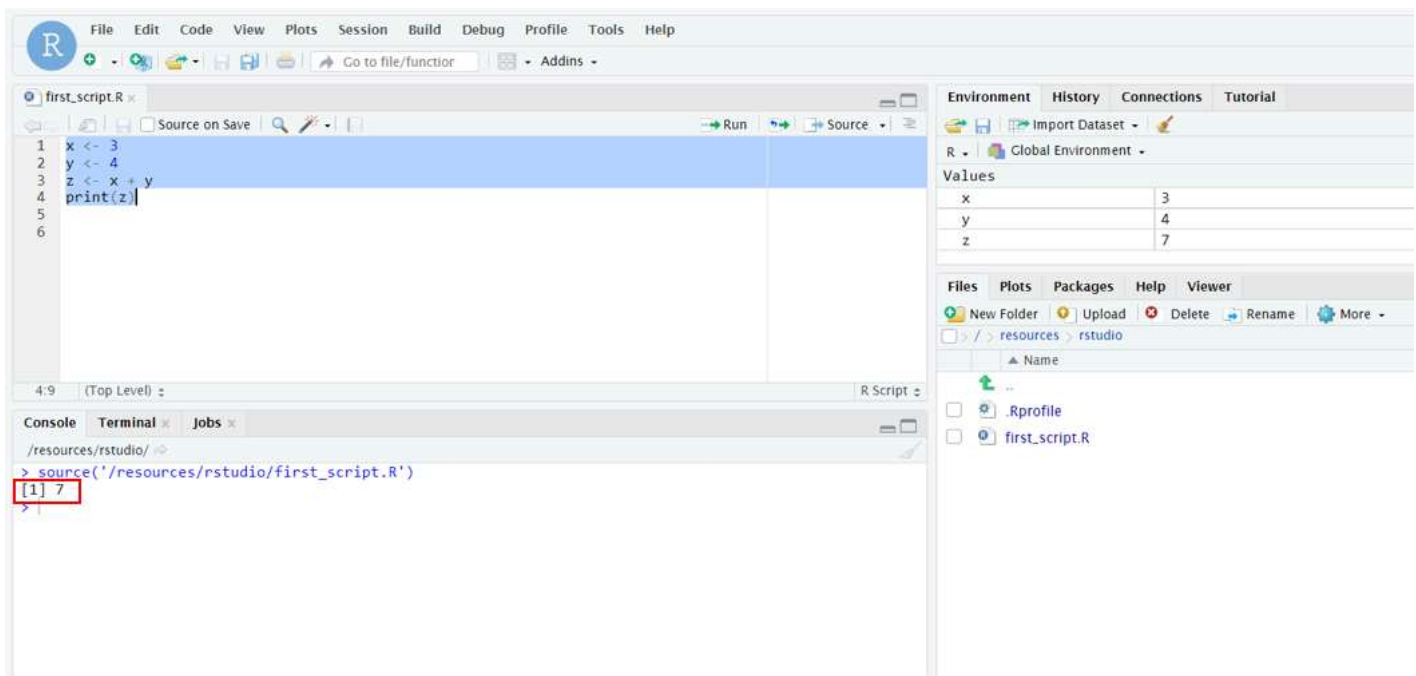 R
File Edit Code View Plots Session Build Debug Profile Tools Help
Go to file/function Addins
first_script.R
Source on Save Run Source
1 x <- 3
2 y <- 4
3 z <- x + y
4 print(z)
5
6
4:9 (Top Level) R Script
Console Terminal Jobs
/resources/rstudio/
> source('/resources/rstudio/first_script.R')
[1] 7
>
Environment History Connections Tutorial
Import Dataset
R Global Environment
Values
x 3
y 4
z 7
Files Plots Packages Help Viewer
New Folder Upload Delete Rename More
/ resources rstudio
Name
..
.Rprofile
first_script.R